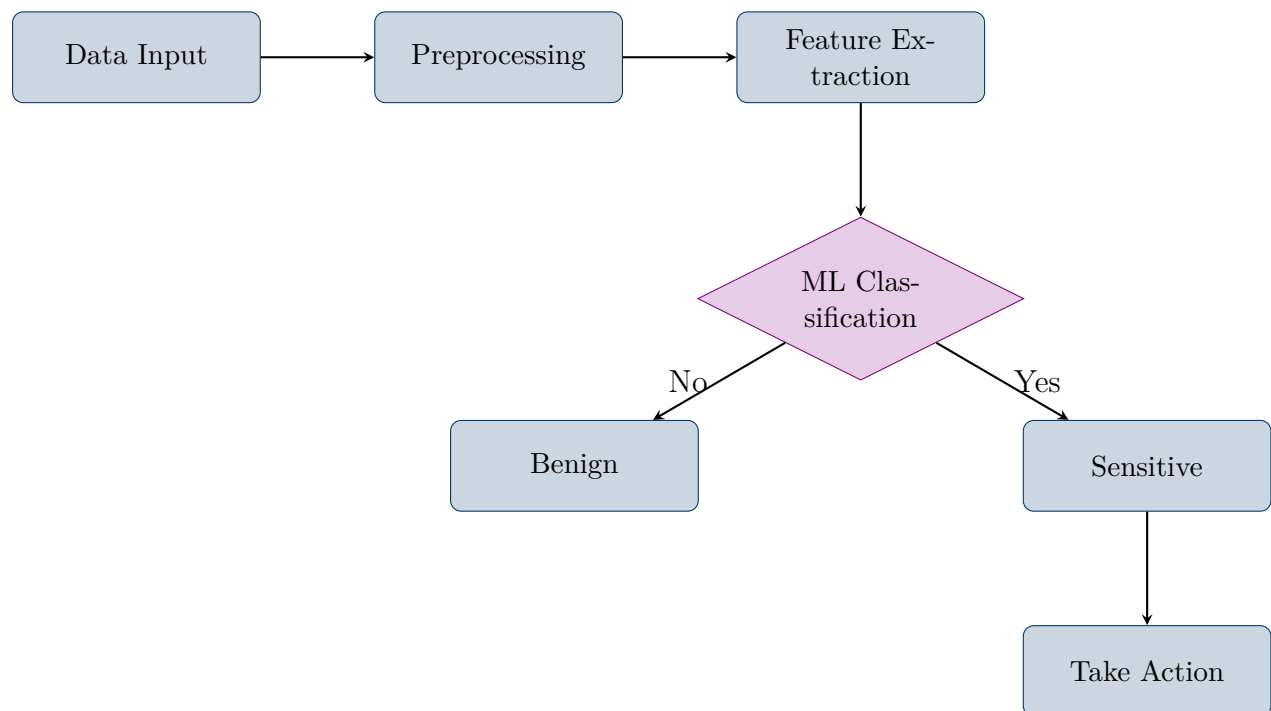 Data Input
Preprocessing
Feature Ex-
traction
ML Clas-
sification
No
Yes
Benign
Sensitive
Take Action